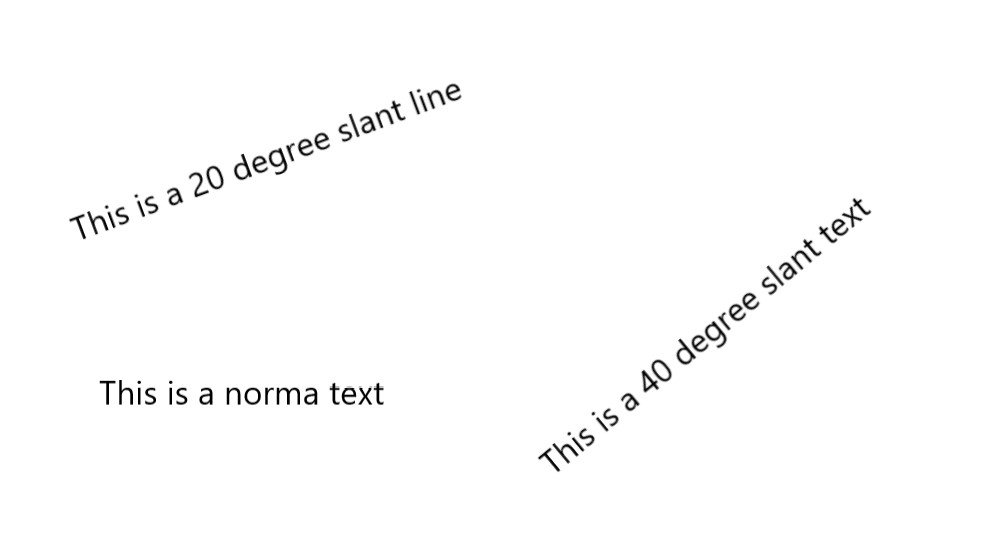 This is a 20 degree slant line
This is a 40 degree slant text
This is a norma text